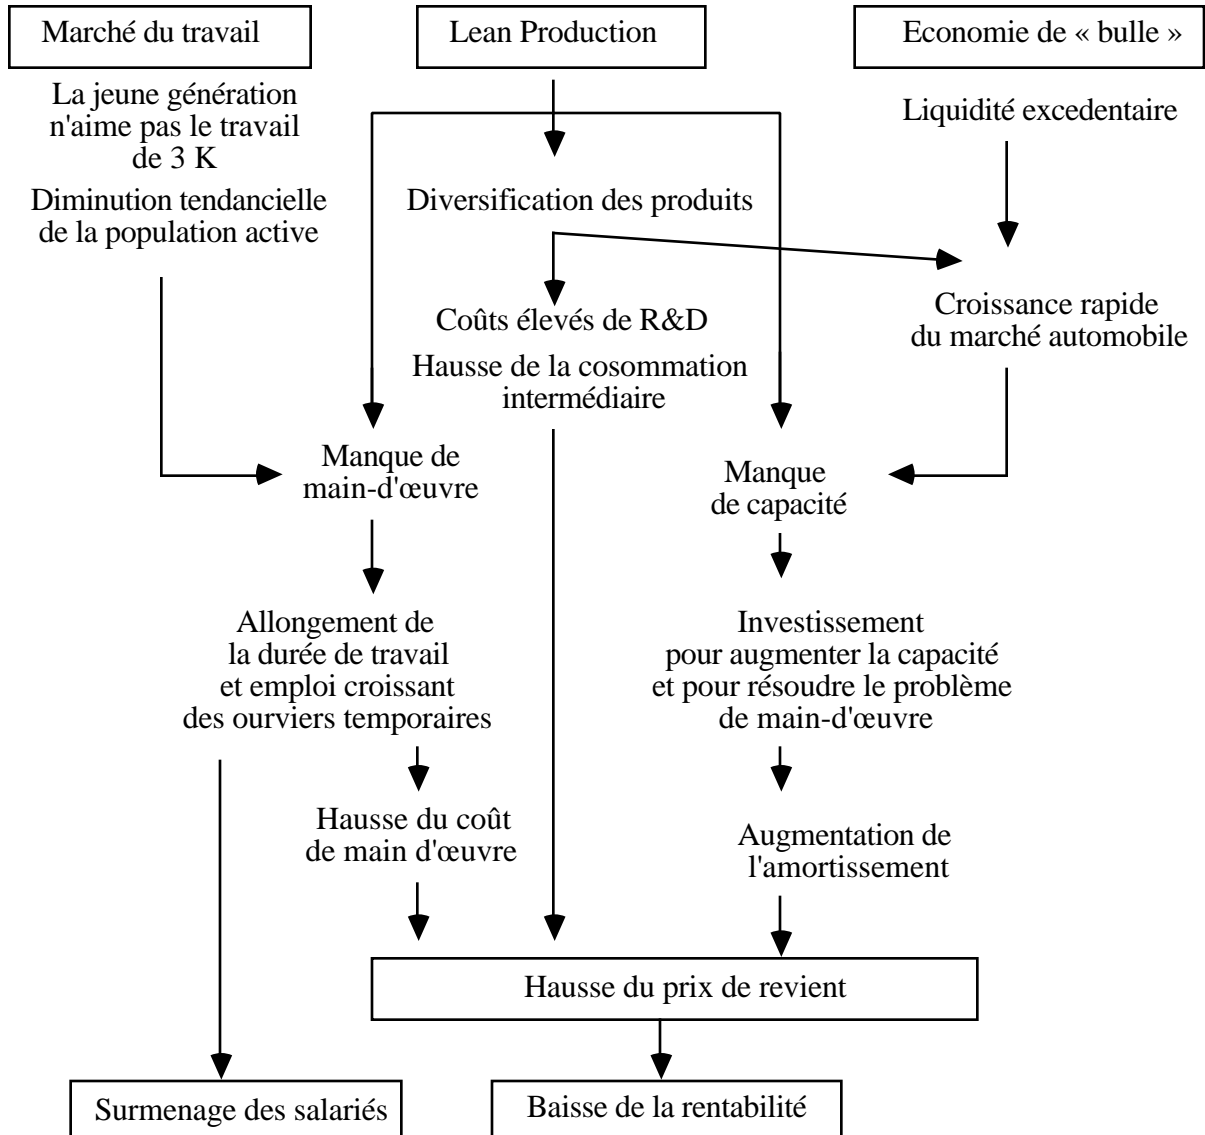 Marché du travail
Lean Production
Economie de « bulle »
La jeune génération
n'aime pas le travail
de 3 K
Liquidité excedentaire
Diminution tendancielle
de la population active
Diversification des produits
Coûts élevés de R&D
Hausse de la cosommation
intermédiaire
Croissance rapide
du marché automobile
Manque de
main-d'œuvre
Manque
de capacité
Allongement de
la durée de travail
et emploi croissant
des ourviers temporaires
Investissement
pour augmenter la capacité
et pour résoudre le problème
de main-d'œuvre
Hausse du coût
de main d'œuvre
Augmentation de
l'amortissement
Hausse du prix de revient
Surmenage des salariés
Baisse de la rentabilité